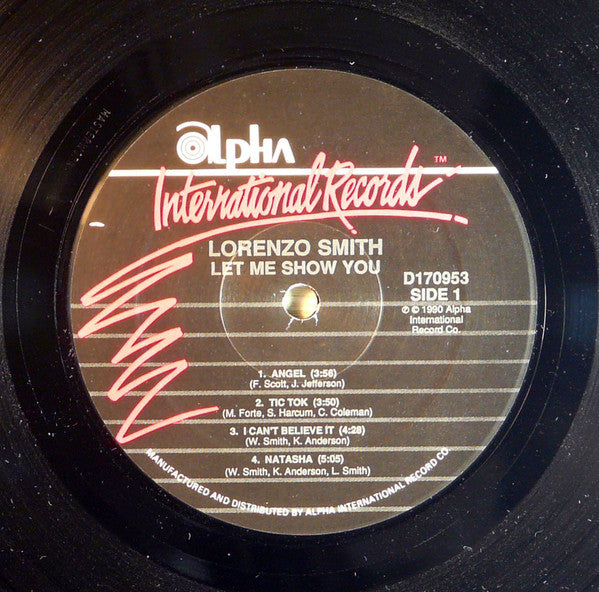 alpha
International Records™
LORENZO SMITH
LET ME SHOW YOU
D170953
SIDE 1
℗ © 1990 Alpha
International
Record Co.
1. ANGEL (3:56)
(F. Scott, J. Jefferson)
2. TIC TOK (3:50)
(M. Forte, S. Harcum, C. Coleman)
3. I CAN'T BELIEVE IT (4:28)
(W. Smith, K. Anderson)
4. NATASHA (5:05)
(W. Smith, K. Anderson, L. Smith)
MANUFACTURED AND DISTRIBUTED BY ALPHA INTERNATIONAL RECORD CO.